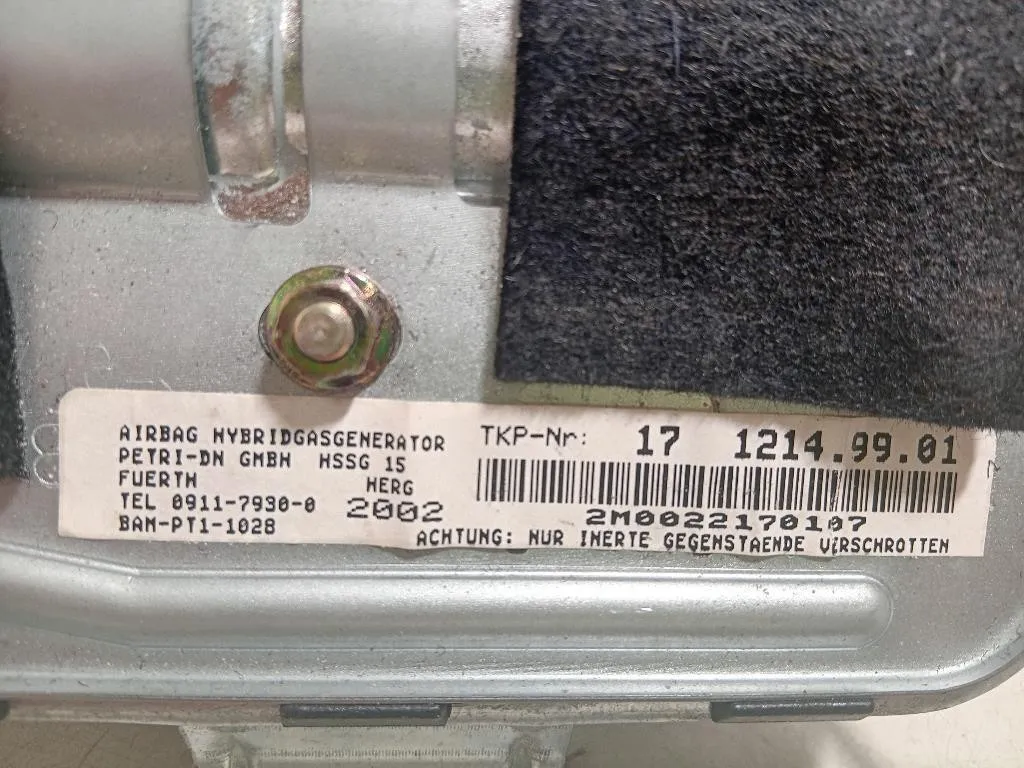 AIRBAG HYBRIDGASGENERATOR
PETRI-DN GMBH HSSG 15
FUERTH HERG
TEL 0911-7930-0 2002
BAM-PT1-1028
TKP-Nr: 17 1214.99.01
2M0022170107
ACHTUNG: NUR INERTE GEGENSTAENDE VERSCHROTTEN